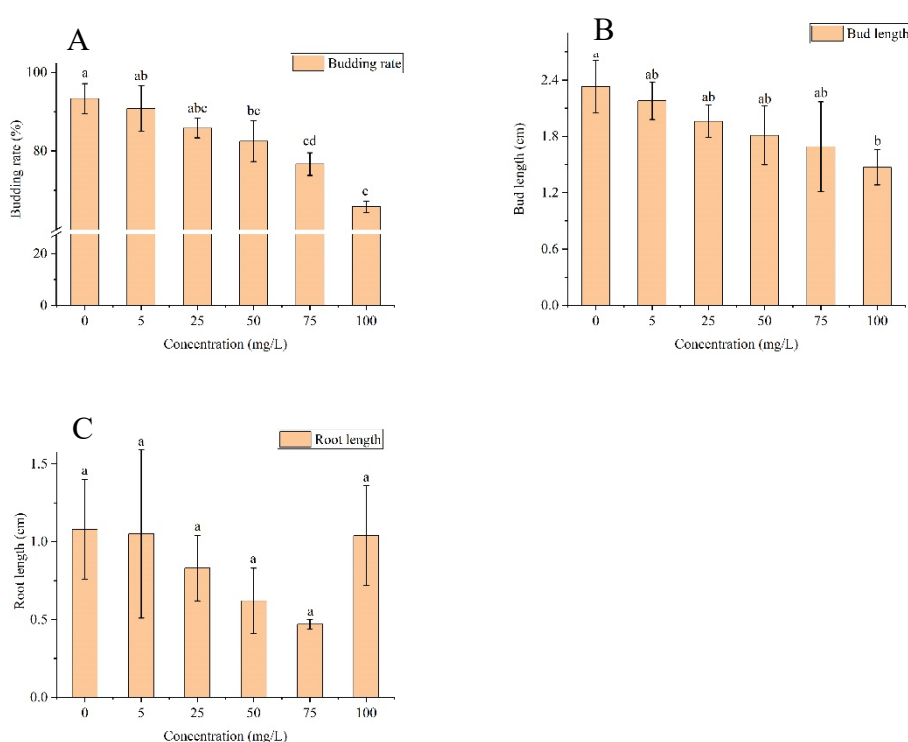 A
Budding rate
100
80
20
0
Budding rate (%)
a
ab
abc
bc
cd
c
0 5 25 50 75 100
Concentration (mg/L)
B
Bud length
2.4
1.8
1.2
0.6
0.0
Bud length (cm)
a
ab
ab
ab
ab
b
0 5 25 50 75 100
Concentration (mg/L)
C
Root length
1.5
1.0
0.5
0.0
Root length (cm)
a
a
a
a
a
a
0 5 25 50 75 100
Concentration (mg/L)